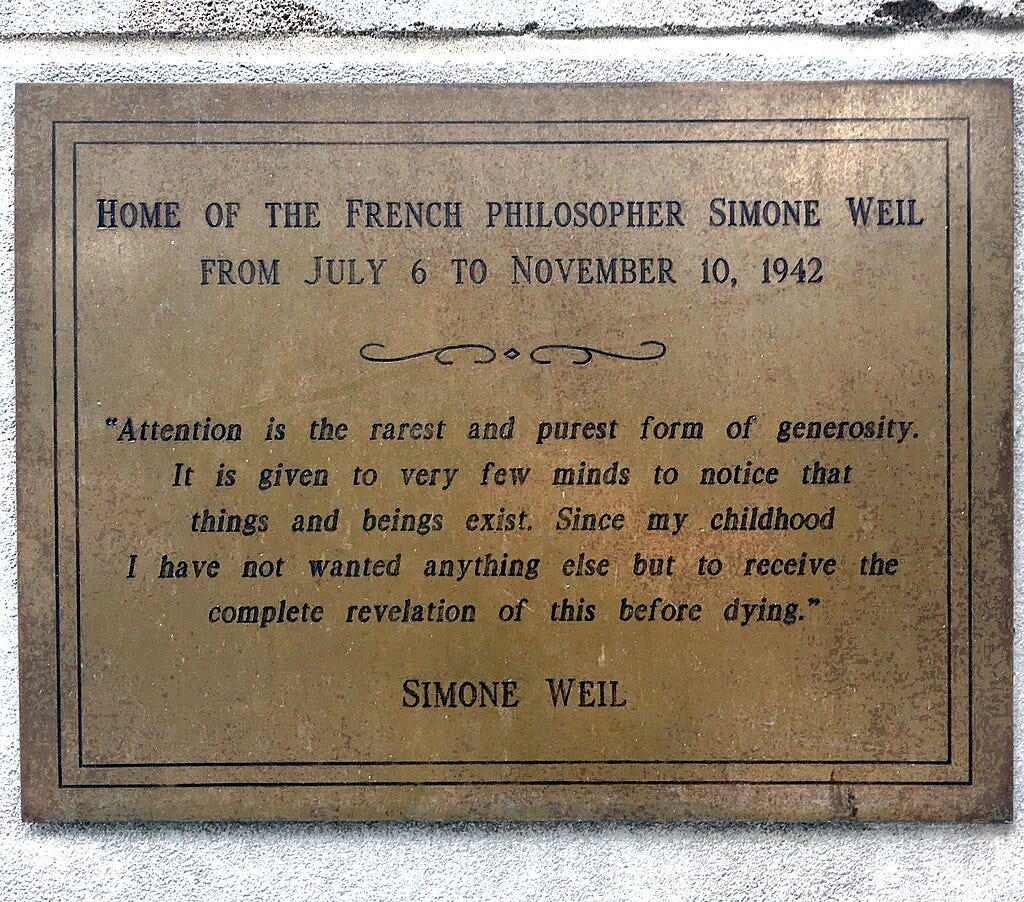 Home of the French philosopher Simone Weil
from July 6 to November 10, 1942
"Attention is the rarest and purest form of generosity.
It is given to very few minds to notice that
things and beings exist. Since my childhood
I have not wanted anything else but to receive the
complete revelation of this before dying."
Simone Weil